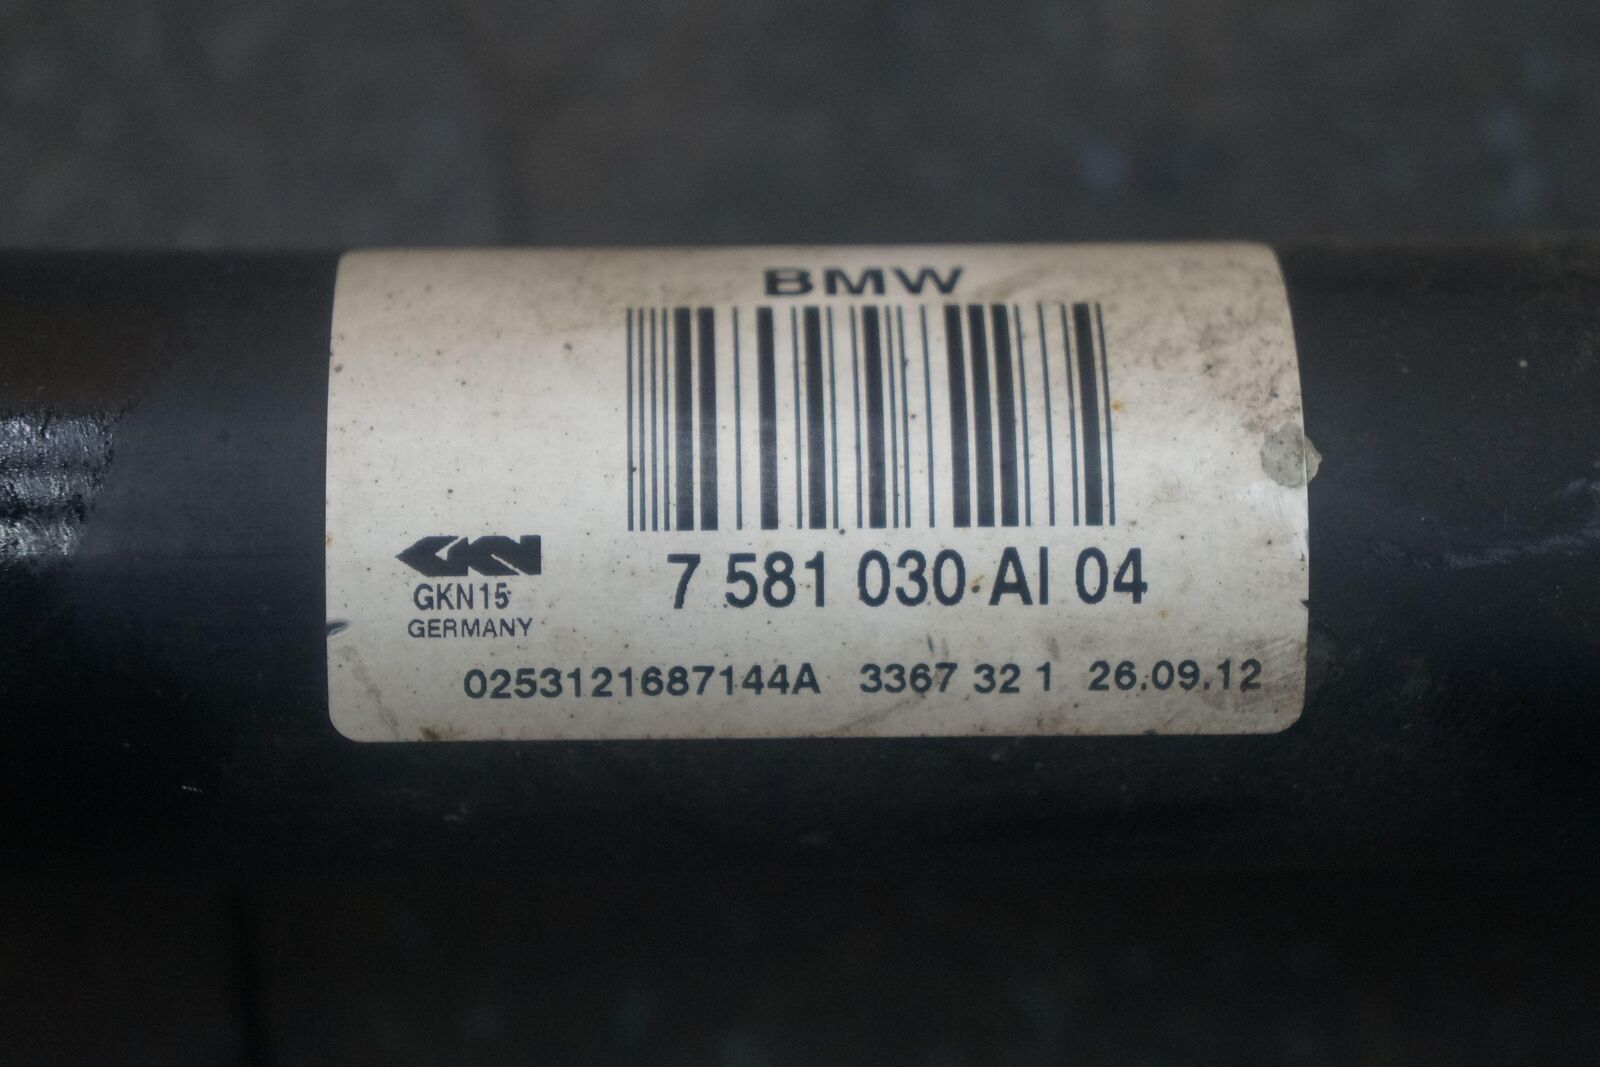 BMW
7 581 030 AI 04
GKN
GKN15
GERMANY
0253121687144A 3367 32 1 26.09.12